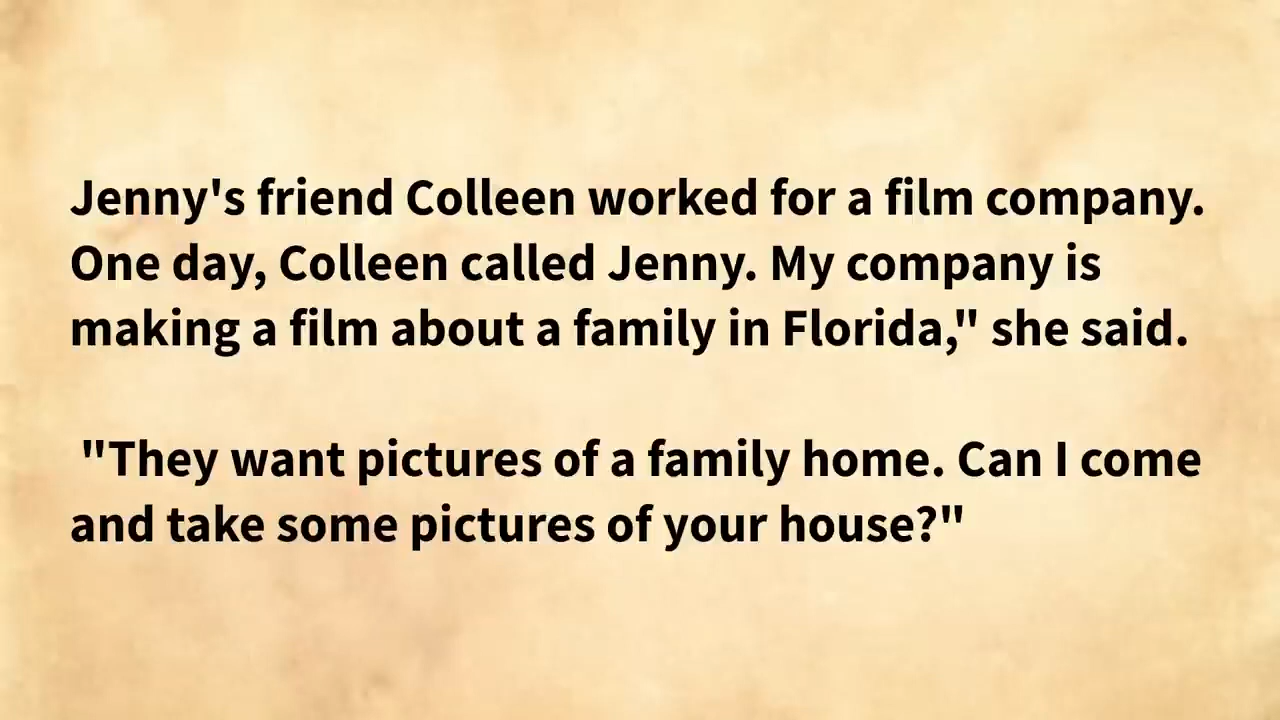 Jenny's friend Colleen worked for a film company.
One day, Colleen called Jenny. My company is
making a film about a family in Florida," she said.
"They want pictures of a family home. Can I come
and take some pictures of your house?"